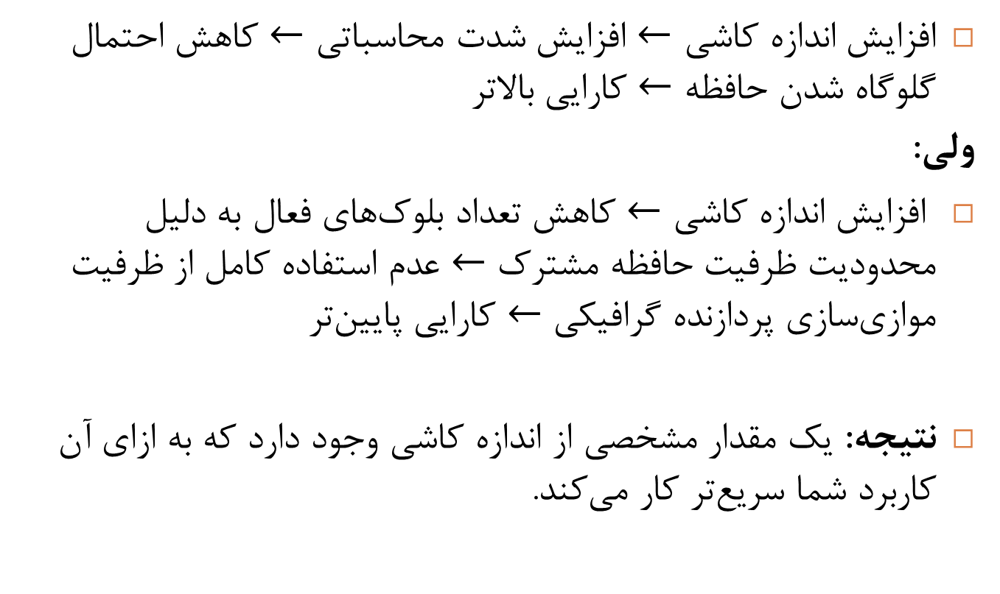 □ افزایش اندازه کاشی ← افزایش شدت محاسباتی ← کاهش احتمال
گلوگاه شدن حافظه ← کارایی بالاتر
ولی:
□ افزایش اندازه کاشی ← کاهش تعداد بلوک‌های فعال به دلیل
محدودیت ظرفیت حافظه مشترک ← عدم استفاده کامل از ظرفیت
موازی‌سازی پردازنده گرافیکی ← کارایی پایین‌تر
□ نتیجه: یک مقدار مشخصی از اندازه کاشی وجود دارد که به ازای آن
کاربرد شما سریع‌تر کار می‌کند.